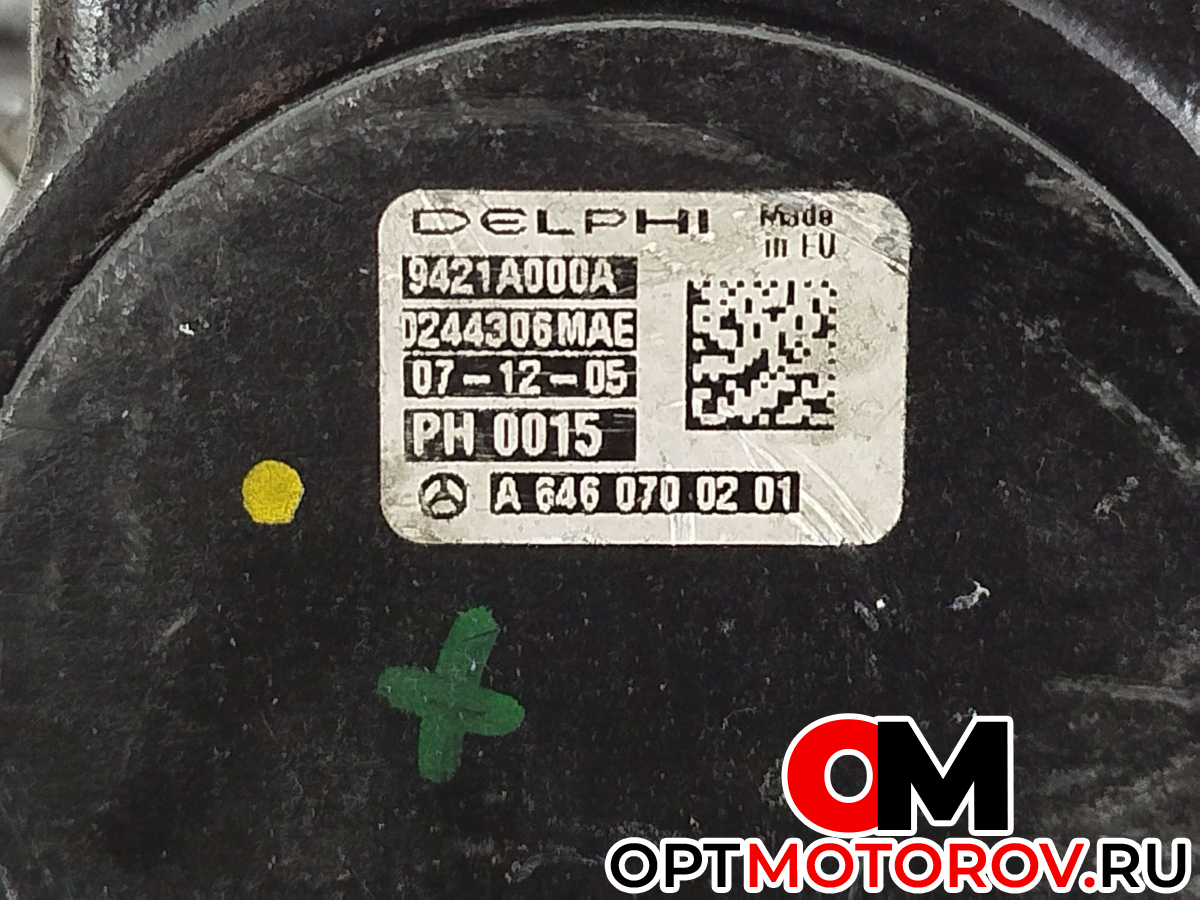 DELPHI
Made
in EU
9421A000A
0244306MAE
07-12-05
PH 0015
A 646 070 02 01
OM
OPTMOTOROV.RU